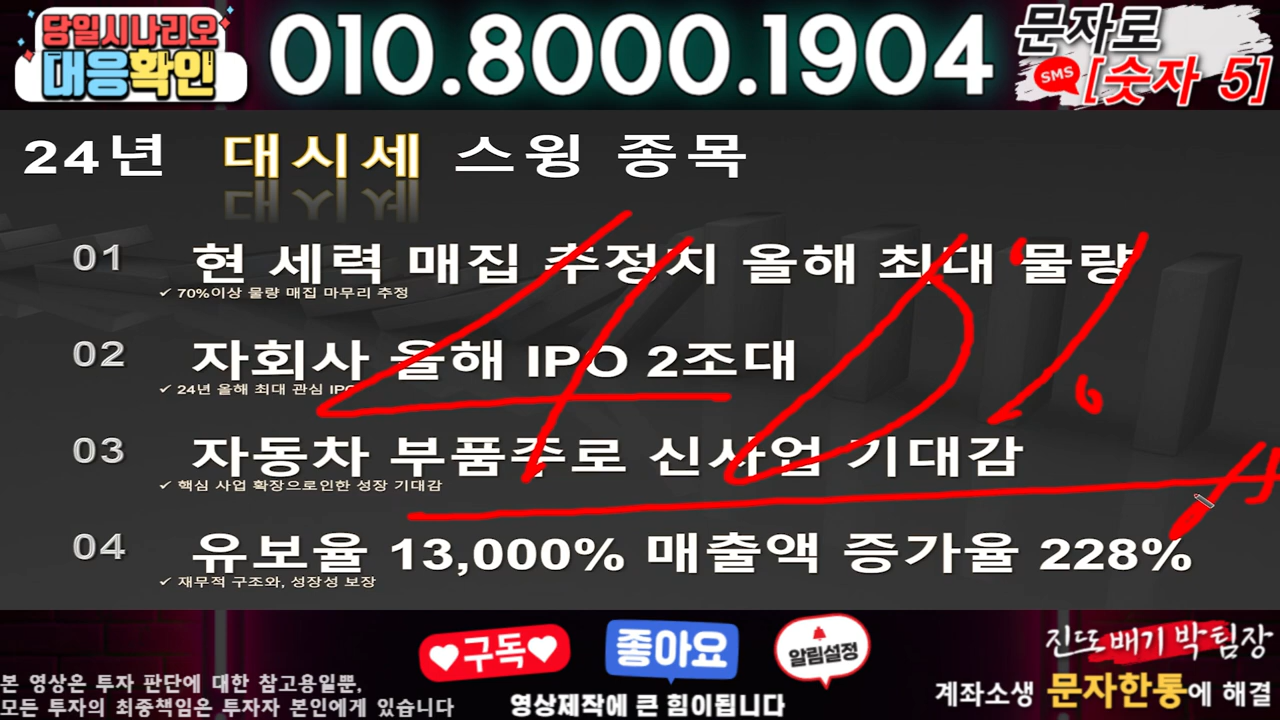 당일시나리오
대응확인
010.8000.1904
문자로
SMS [숫자 5]
24년 대시세 스윙 종목
01 현 세력 매집 추정치 올해 최대 물량
✓ 70%이상 물량 매집 마무리 추정
02 자회사 올해 IPO 2조대
✓ 24년 올해 최대 관심 IPO
03 자동차 부품주로 신사업 기대감
✓ 핵심 사업 확장으로인한 성장 기대감
04 유보율 13,000% 매출액 증가율 228%
✓ 재무적 구조와, 성장성 보장
구독
좋아요
알림설정
영상제작에 큰 힘이됩니다
본 영상은 투자 판단에 대한 참고용일뿐,
모든 투자의 최종책임은 투자자 본인에게 있습니다
진또배기 박팀장
계좌소생 문자한통에 해결